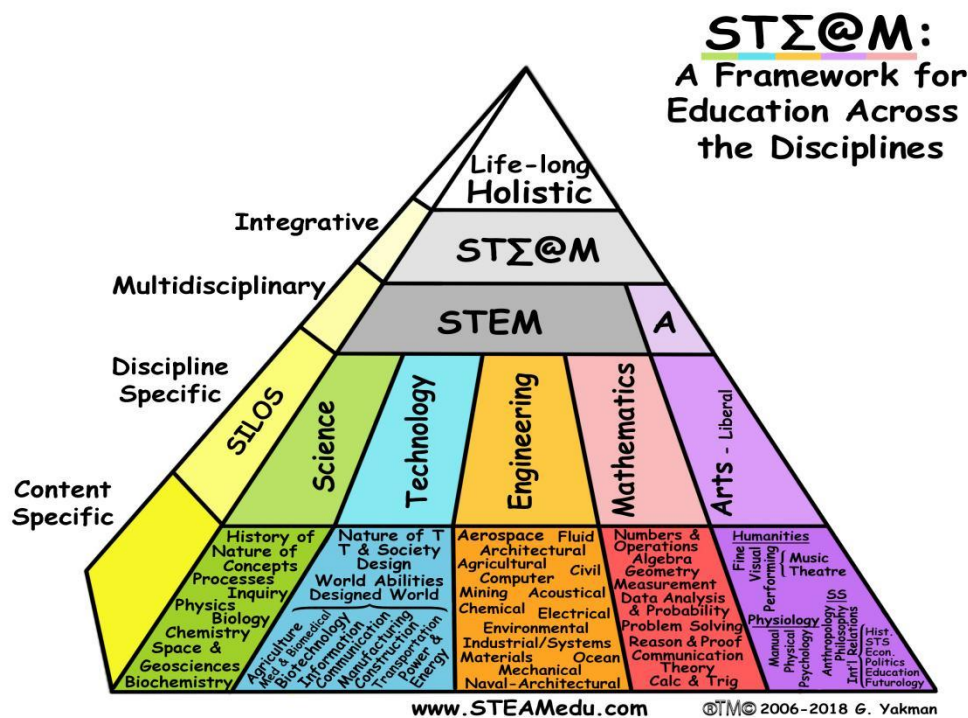 STΣ@M:
A Framework for
Education Across
the Disciplines
Life-long
Holistic
Integrative
STΣ@M
Multidisciplinary
STEM
A
Discipline
Specific
SILOS
Science
Technology
Engineering
Mathematics
Arts - Liberal
Content
Specific
History of
Nature of
Concepts
Processes
Inquiry
Physics
Biology
Chemistry
Space &
Geosciences
Biochemistry
Nature of T
T & Society
Design
World Abilities
Designed World
Agriculture
Med & Biomedical
Biotechnology
Information
Communication
Manufacturing
Construction
Transportation
Power &
Energy
Aerospace Fluid
Architectural
Agricultural
Computer Civil
Mining Acoustical
Chemical Electrical
Environmental
Industrial/Systems
Materials Ocean
Mechanical
Naval-Architectural
Numbers &
Operations
Algebra
Geometry
Measurement
Data Analysis
& Probability
Problem Solving
Reason & Proof
Communication
Theory
Calc & Trig
Humanities
Fine
Visual
Performing
Music
Theatre
Physiology
Manual
Physical
Psychology
SS
Anthropology
Philosophy
Int'l Relations
Hist.
STS
Econ.
Politics
Education
Futurology
www.STEAMedu.com
®TM© 2006-2018 G. Yakman